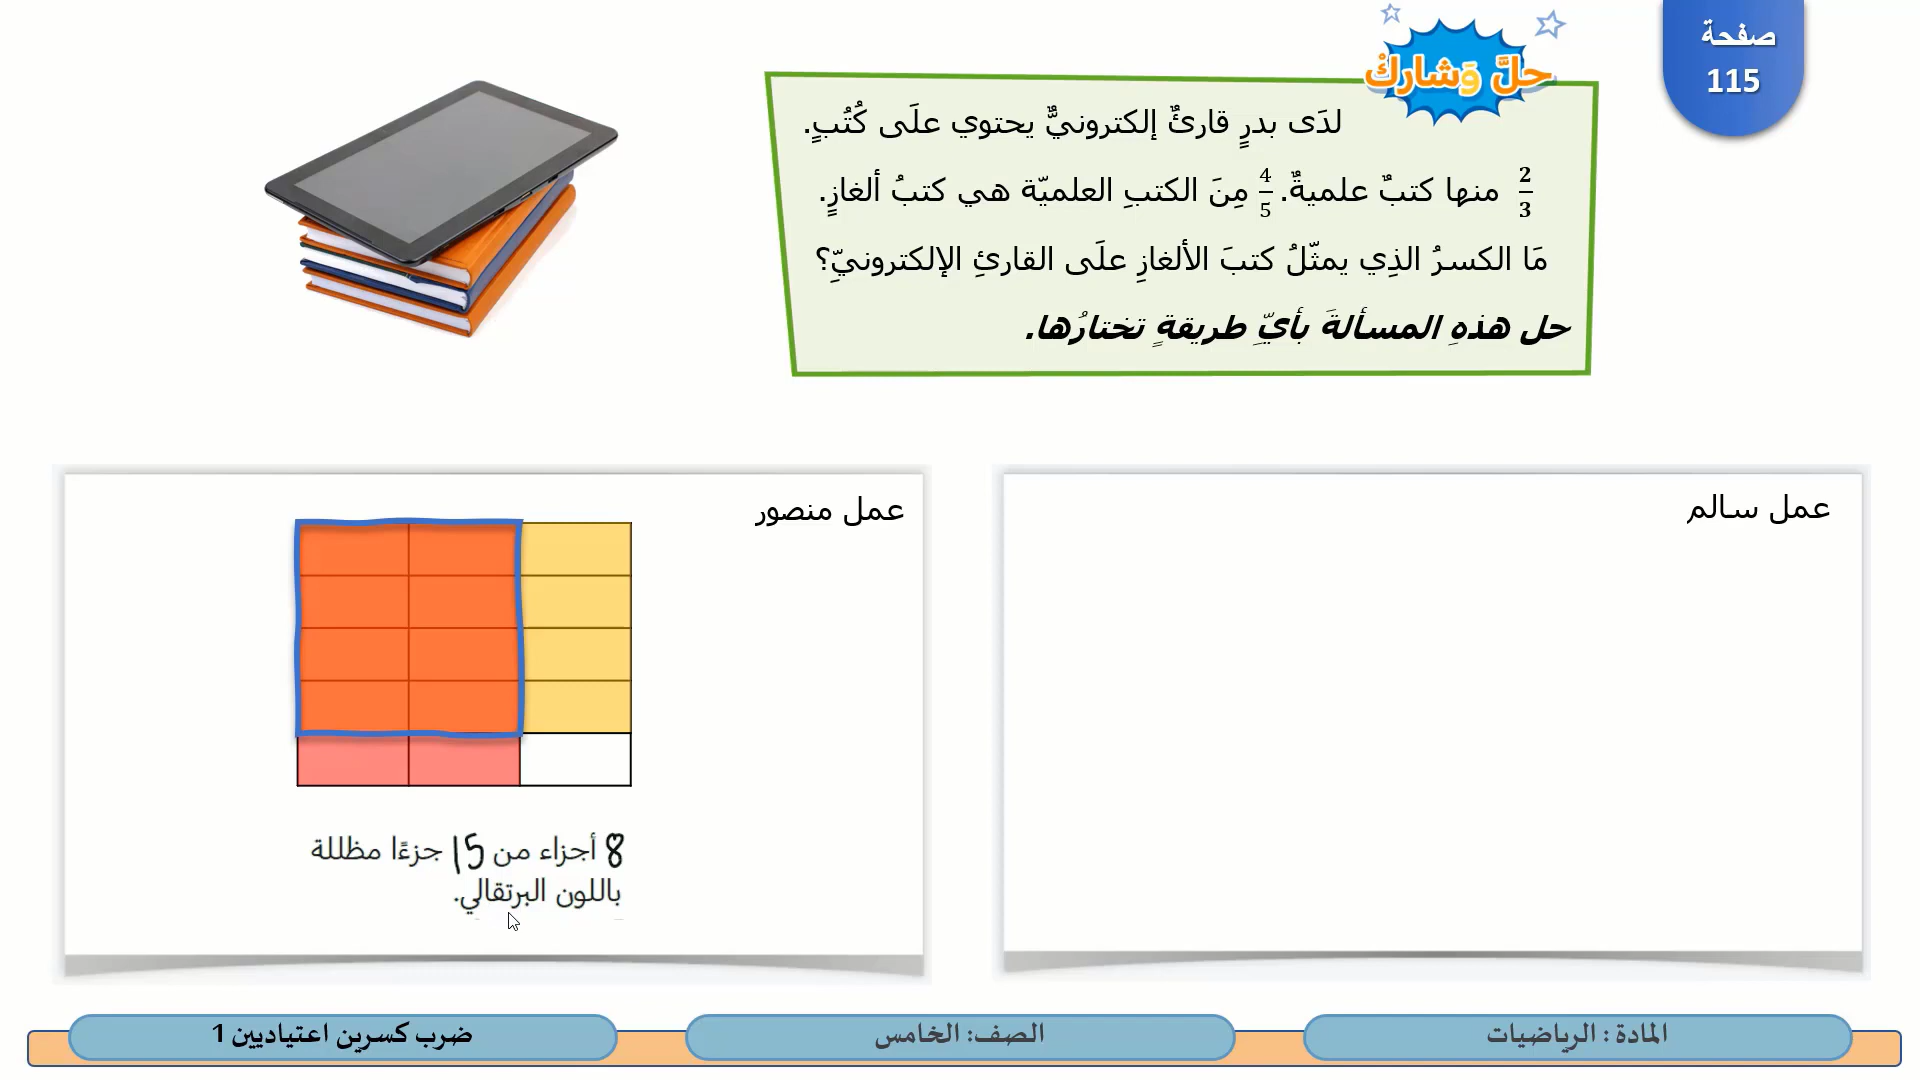 صفحة
115
حلَّ وَشاركْ
لدَى بدرٍ قارئٌ إلكترونيٌّ يحتوي علَى كُتُبٍ.
2/3 منها كتبٌ علميةٌ. 4/5 مِنَ الكتبِ العلميّة هي كتبُ ألغازٍ.
مَا الكسرُ الذِي يمثّلُ كتبَ الألغازِ علَى القارئِ الإلكترونيِّ؟
حل هذهِ المسألةَ بأيِّ طريقةٍ تختارُها.
عمل سالم
عمل منصور
8 أجزاء من 15 جزءًا مظللة
باللون البرتقالي.
المادة : الرياضيات
الصف: الخامس
ضرب كسرين اعتياديين 1